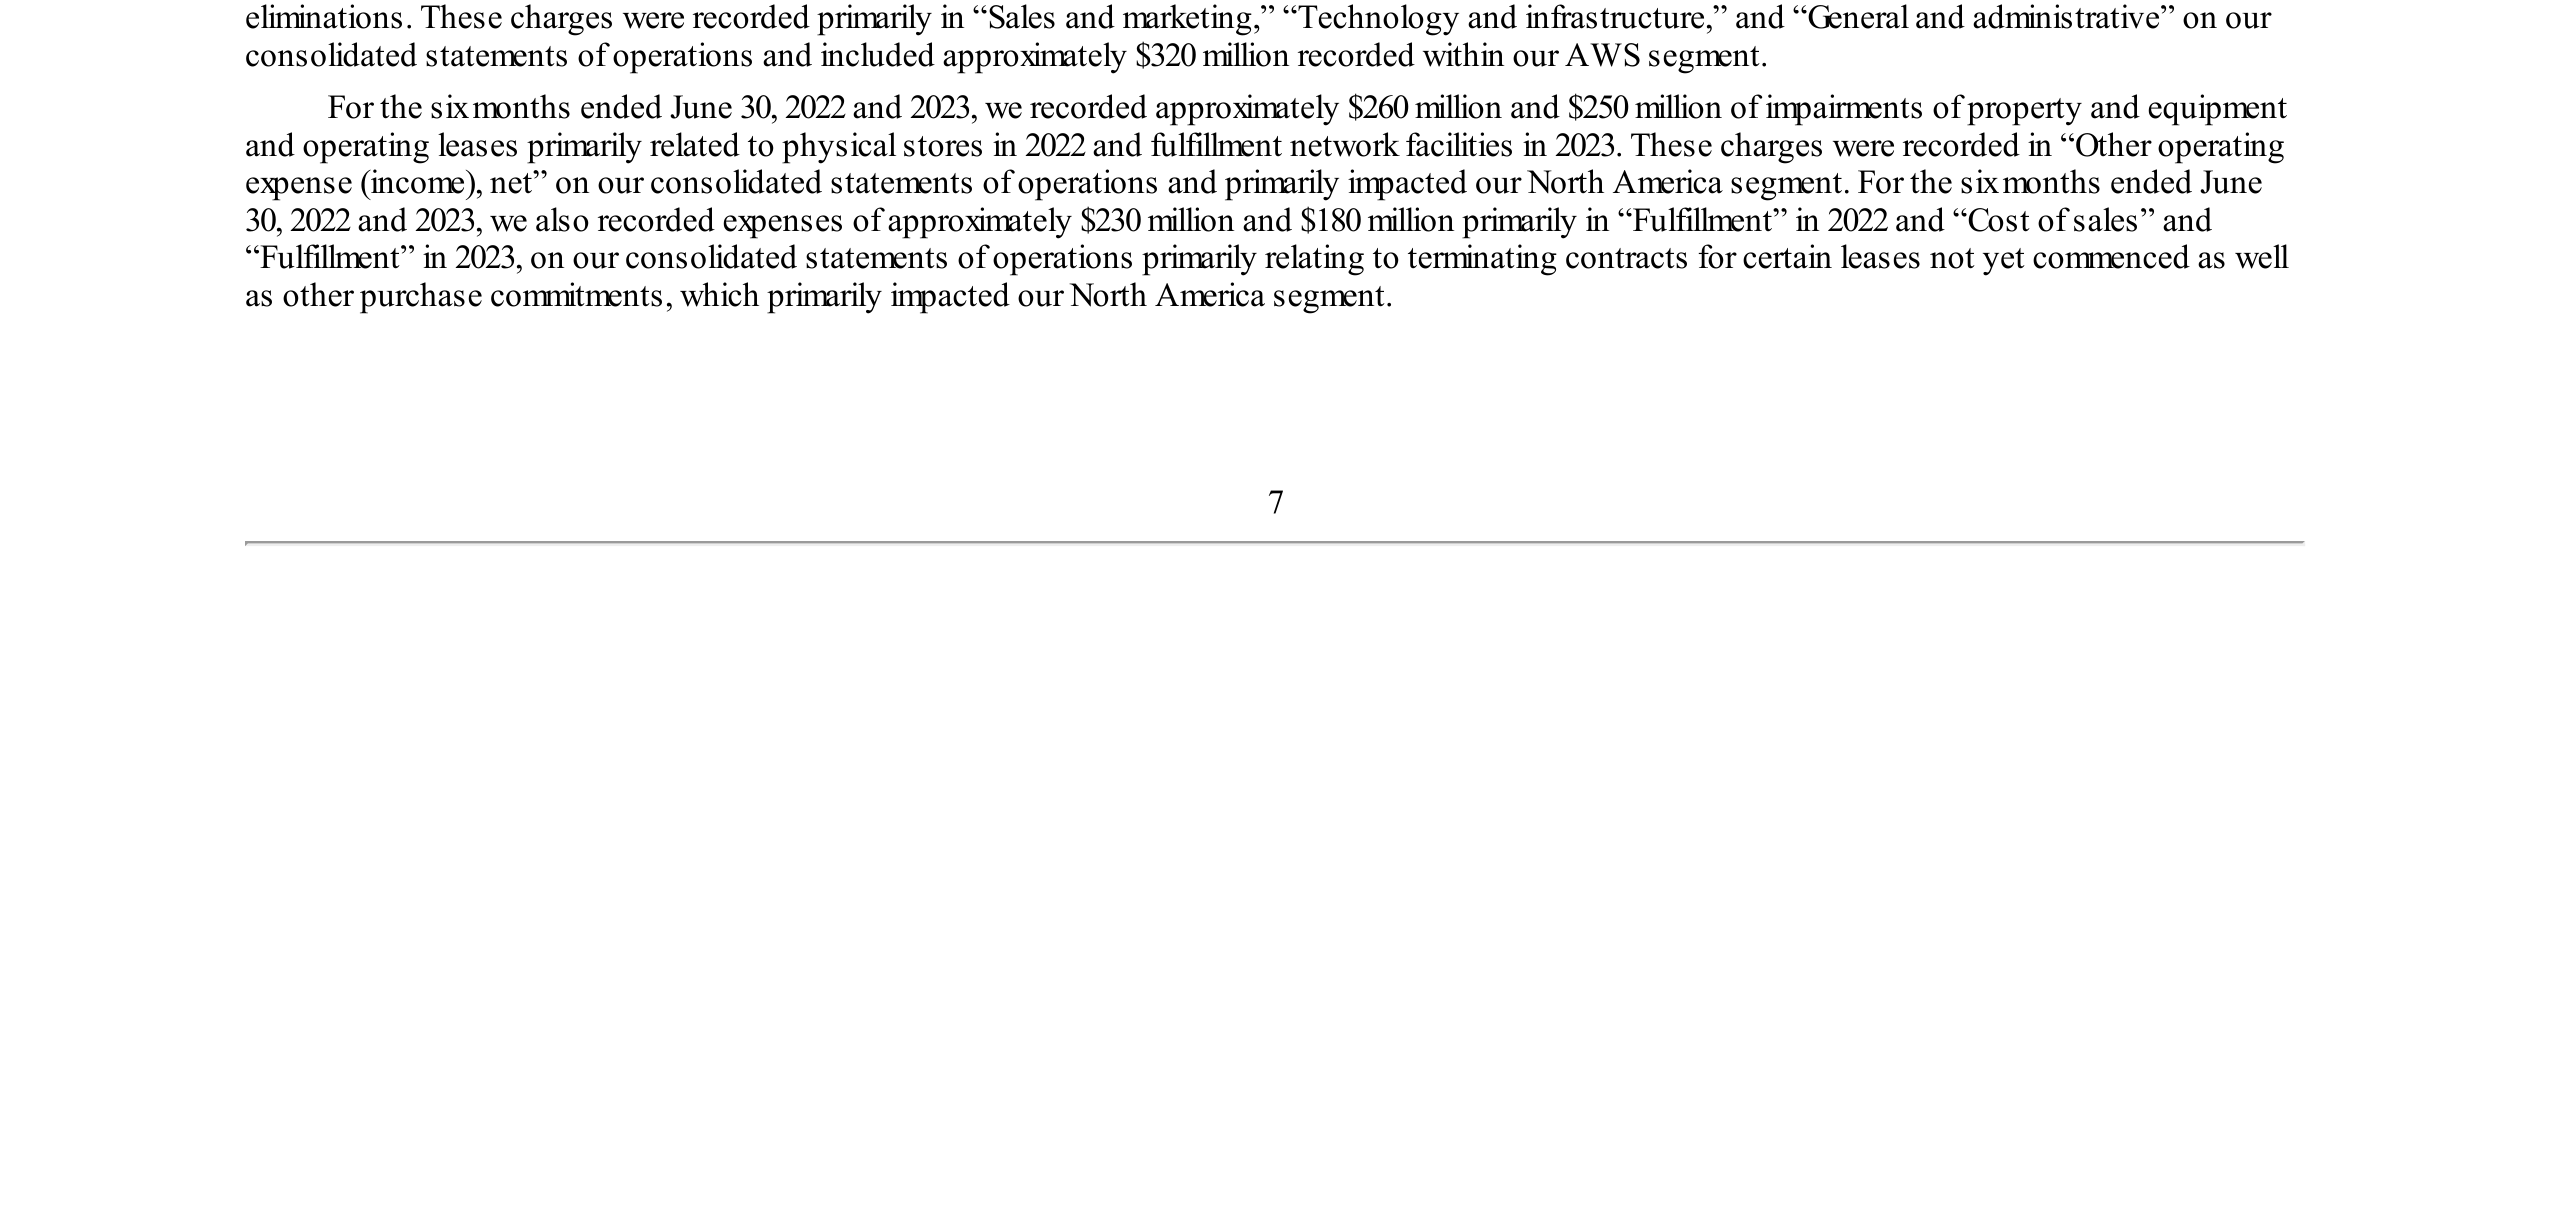 eliminations. These charges were recorded primarily in “Sales and marketing,” “Technology and infrastructure,” and “General and administrative” on our
consolidated statements of operations and included approximately $320 million recorded within our AWS segment.
For the six months ended June 30, 2022 and 2023, we recorded approximately $260 million and $250 million of impairments of property and equipment
and operating leases primarily related to physical stores in 2022 and fulfillment network facilities in 2023. These charges were recorded in “Other operating
expense (income), net” on our consolidated statements of operations and primarily impacted our North America segment. For the six months ended June
30, 2022 and 2023, we also recorded expenses of approximately $230 million and $180 million primarily in “Fulfillment” in 2022 and “Cost of sales” and
“Fulfillment” in 2023, on our consolidated statements of operations primarily relating to terminating contracts for certain leases not yet commenced as well
as other purchase commitments, which primarily impacted our North America segment.
7